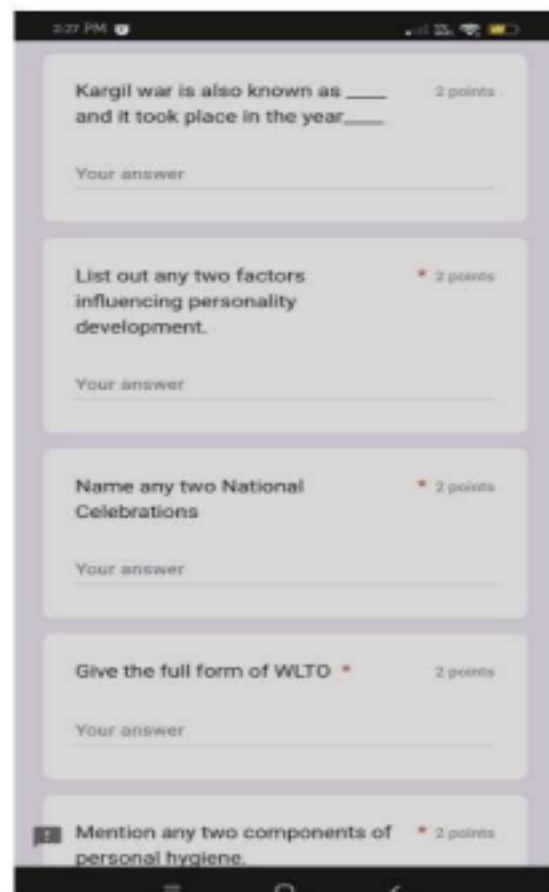 2:27 PM
Kargil war is also known as ____ 2 points
and it took place in the year____
Your answer
List out any two factors * 2 points
influencing personality
development.
Your answer
Name any two National * 2 points
Celebrations
Your answer
Give the full form of WLTO * 2 points
Your answer
Mention any two components of * 2 points
personal hygiene.